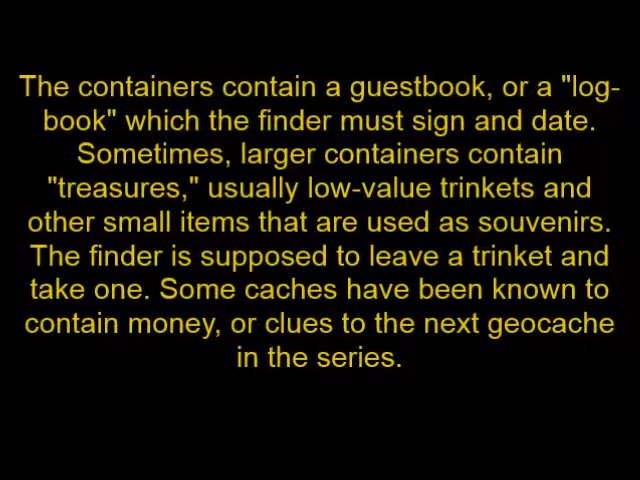 The containers contain a guestbook, or a "log-
book" which the finder must sign and date.
Sometimes, larger containers contain
"treasures," usually low-value trinkets and
other small items that are used as souvenirs.
The finder is supposed to leave a trinket and
take one. Some caches have been known to
contain money, or clues to the next geocache
in the series.